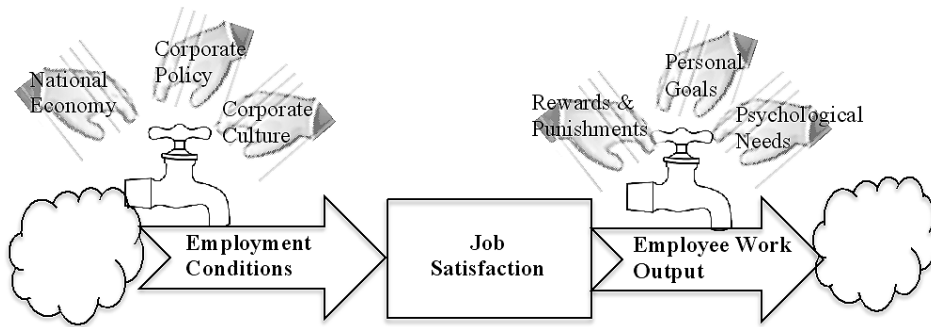 National
Economy
Corporate
Policy
Corporate
Culture
Rewards &
Punishments
Personal
Goals
Psychological
Needs
Employment
Conditions
Job
Satisfaction
Employee Work
Output